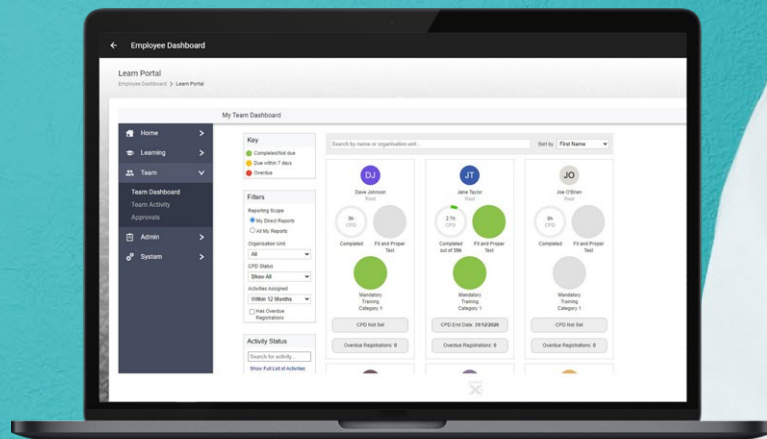 Employee Dashboard
Learn Portal
Employee Dashboard > Learn Portal
My Team Dashboard
Home
Learning
Team
Team Dashboard
Team Activity
Approvals
Admin
System
Key
Completed/Not due
Due within 7 days
Overdue
Filters
Reporting Scope
My Direct Reports
All My Reports
Organisation Unit
All
CPD Status
Show All
Activities Assigned
Within 12 Months
Has Overdue
Registrations
Activity Status
Search for activity...
Show Full List of Activities
Search by name or organisation unit...
Sort by First Name
DJ
Dave Johnson
Root
0h
CPD
Completed
Fit and Proper
Test
Mandatory
Training
Category 1
CPD Not Set
Overdue Registrations: 0
JT
Jane Taylor
Root
2.7h
CPD
Completed
out of 35h
Fit and Proper
Test
Mandatory
Training
Category 1
CPD End Date: 31/12/2020
Overdue Registrations: 0
JO
Joe O'Brien
Root
0h
CPD
Completed
Fit and Proper
Test
Mandatory
Training
Category 1
CPD Not Set
Overdue Registrations: 0